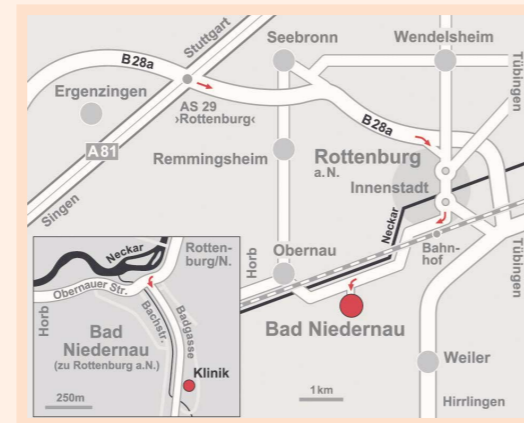 Stuttgart
Seebronn
Wendelsheim
B28a
Tübingen
Ergenzingen
AS 29
›Rottenburg‹
B28a
A81
Remmingsheim
Rottenburg
a.N.
Innenstadt
Singen
Neckar
Horb
Obernau
Bahn-
hof
Tübingen
Bad Niedernau
Weiler
1km
Hirrlingen
Neckar
Rotten-
burg/N.
Obernauer Str.
Horb
Bachstr.
Badgasse
Bad
Niedernau
(zu Rottenburg a.N.)
Klinik
250m